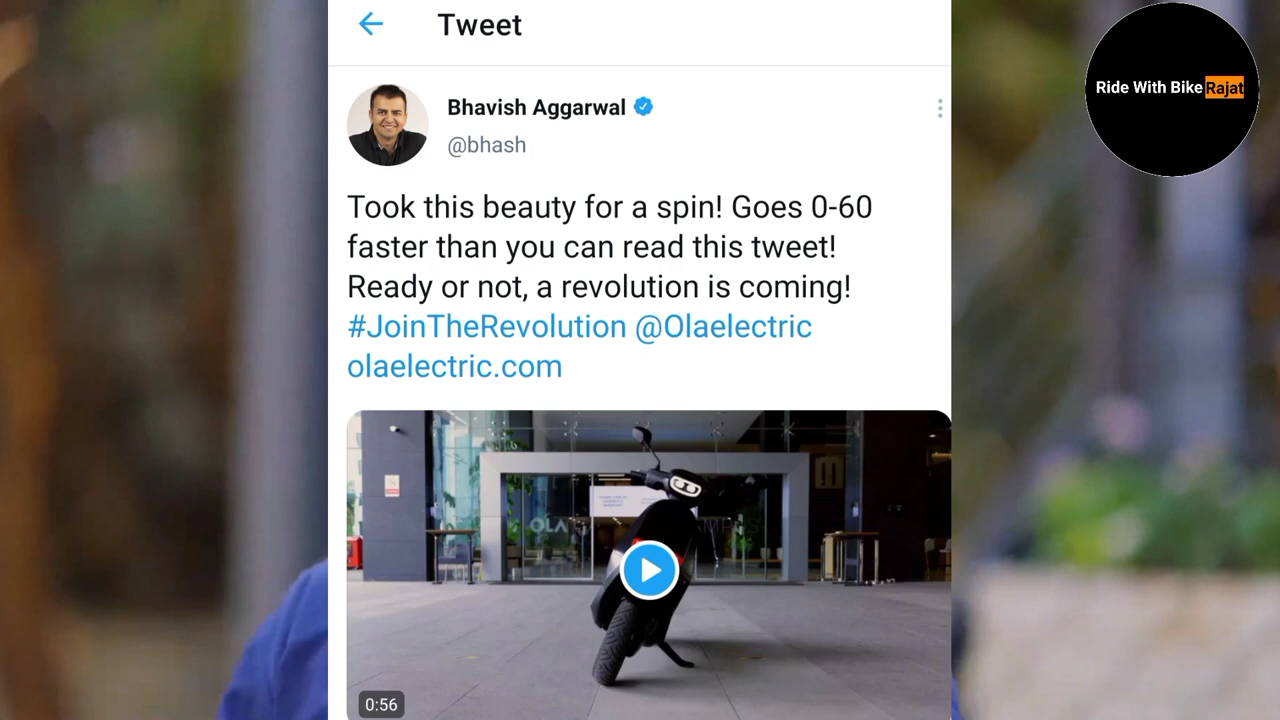 Tweet
Ride With Bike Rajat
Bhavish Aggarwal
@bhash
Took this beauty for a spin! Goes 0-60
faster than you can read this tweet!
Ready or not, a revolution is coming!
#JoinTheRevolution @Olaelectric
olaelectric.com
OLA
0:56